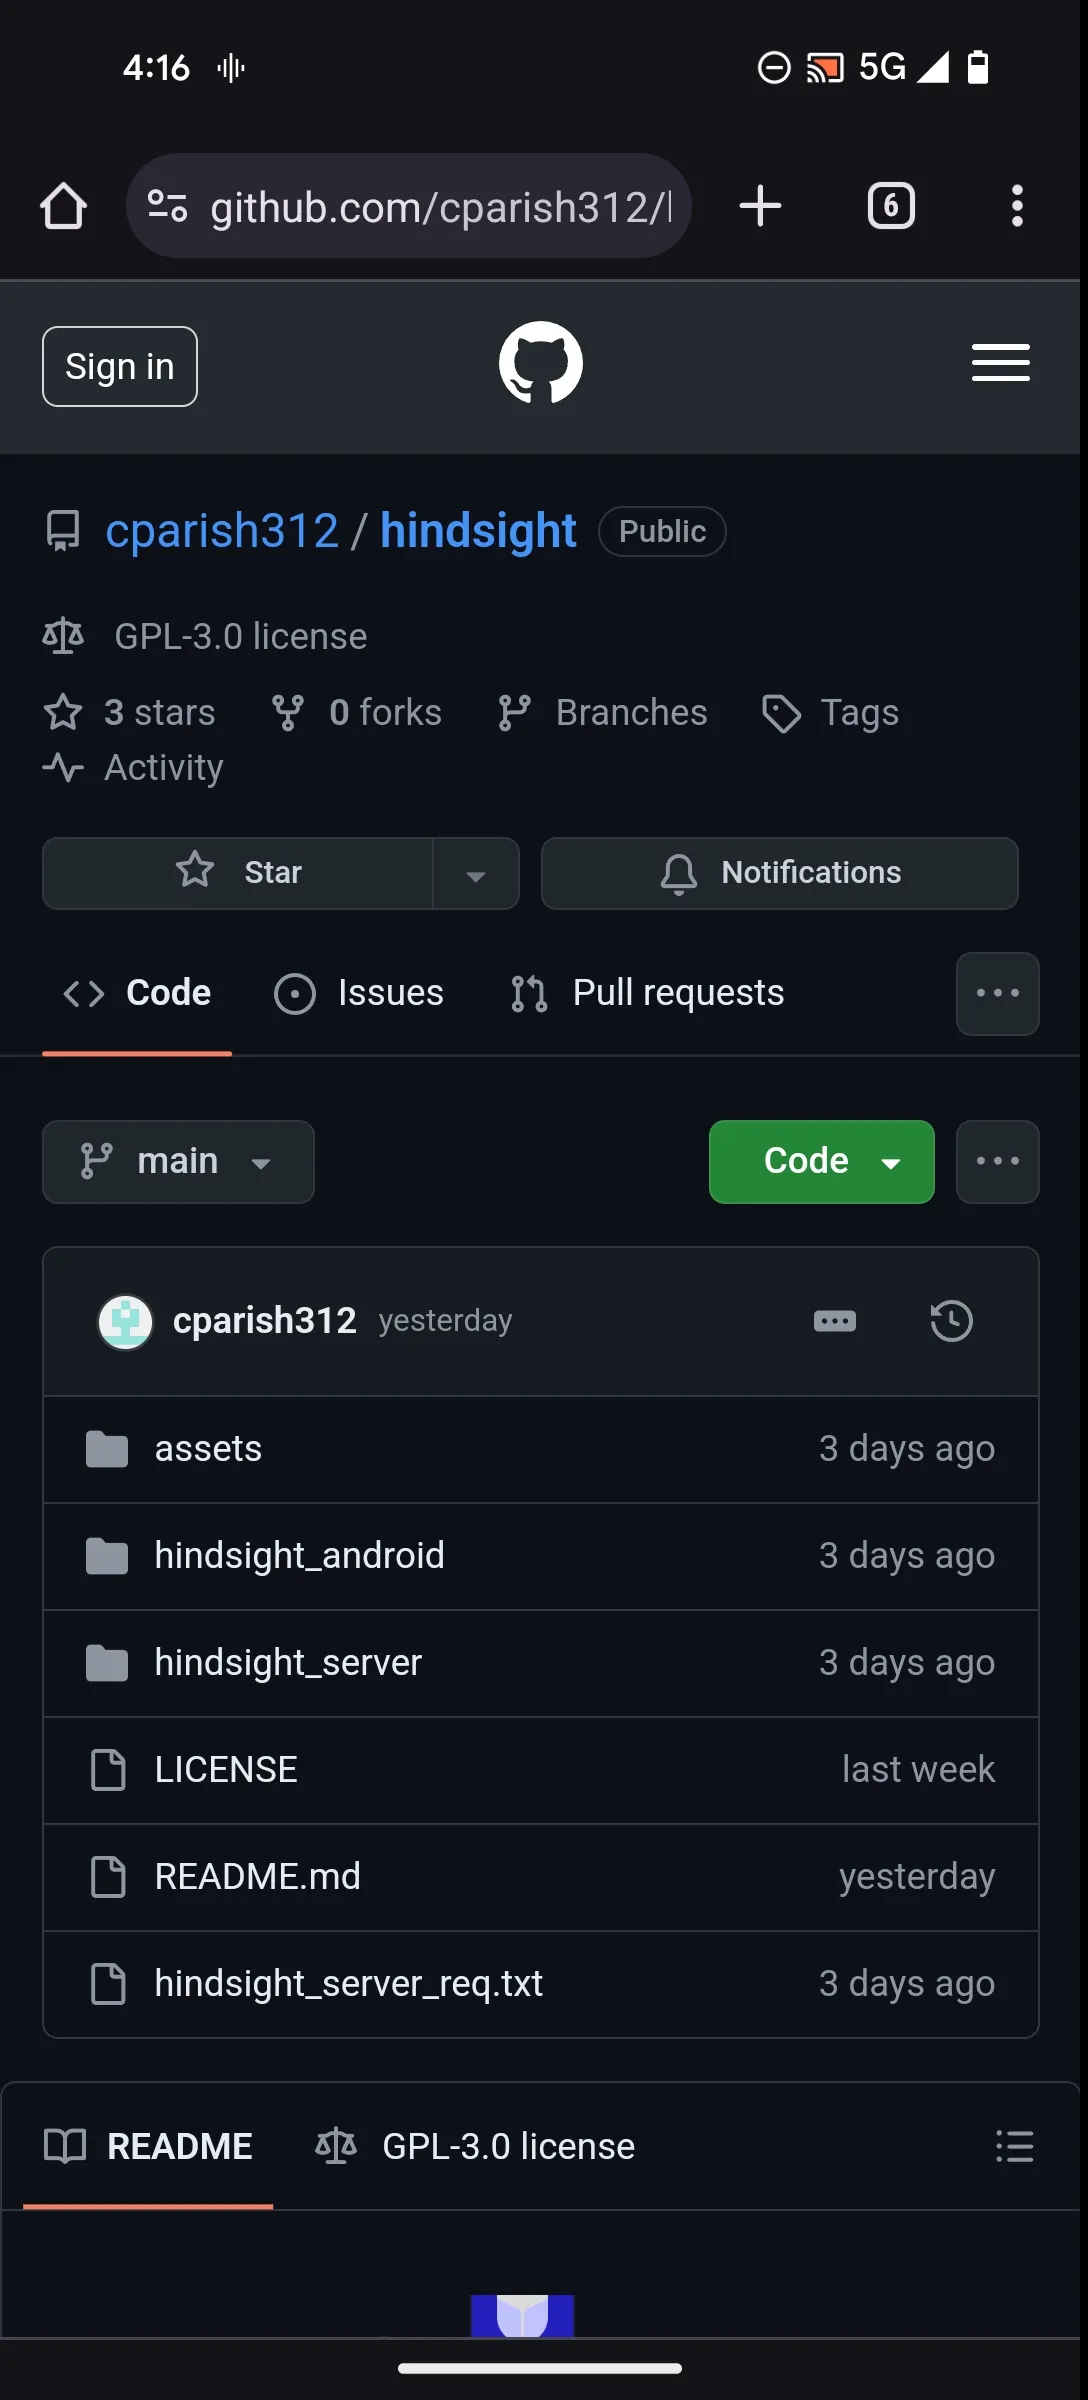 4:16 5G
github.com/cparish312/ 6
Sign in
cparish312 / hindsight Public
GPL-3.0 license
3 stars 0 forks Branches Tags
Activity
Star Notifications
Code Issues Pull requests
main Code
cparish312 yesterday
assets 3 days ago
hindsight_android 3 days ago
hindsight_server 3 days ago
LICENSE last week
README.md yesterday
hindsight_server_req.txt 3 days ago
README GPL-3.0 license